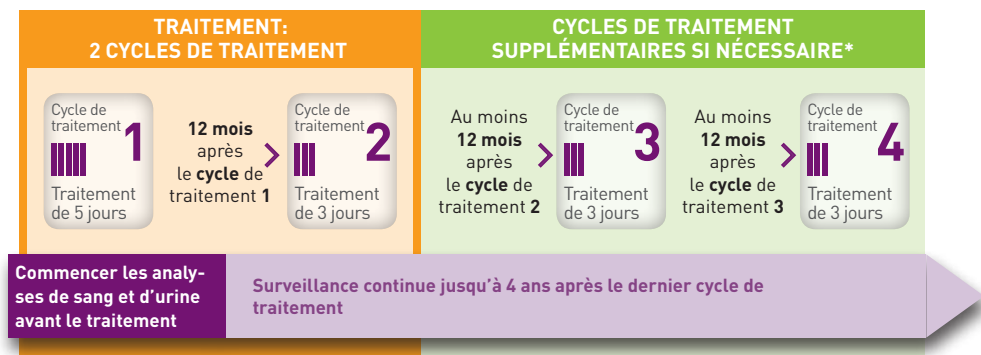 TRAITEMENT:
2 CYCLES DE TRAITEMENT
CYCLES DE TRAITEMENT
SUPPLÉMENTAIRES SI NÉCESSAIRE*
Cycle de
traitement 1
Traitement
de 5 jours
12 mois
après
le cycle de
traitement 1
Cycle de
traitement 2
Traitement
de 3 jours
Au moins
12 mois
après
le cycle de
traitement 2
Cycle de
traitement 3
Traitement
de 3 jours
Au moins
12 mois
après
le cycle de
traitement 3
Cycle de
traitement 4
Traitement
de 3 jours
Commencer les analy-
ses de sang et d'urine
avant le traitement
Surveillance continue jusqu'à 4 ans après le dernier cycle de
traitement